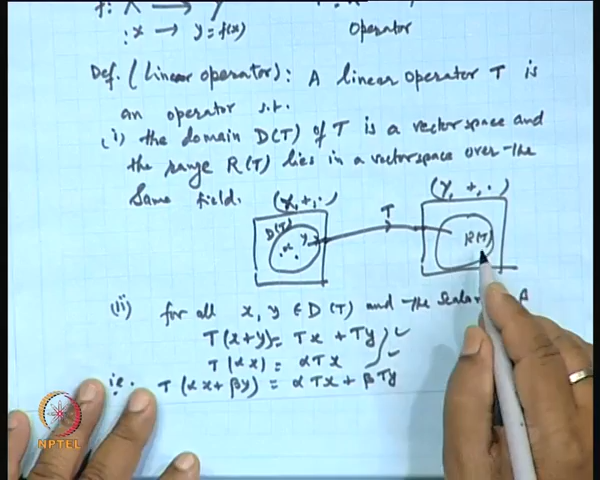 f: X → Y T: X
: x → y = f(x) Operator
Def. (Linear operator): A linear operator T is
an operator s.t.
(i) the domain D(T) of T is a vector space and
the range R(T) lies in a vector space over the
Same field.
(X, +, ·) T (Y, +, ·)
D(T) x y R(T)
(ii) for all x, y ∈ D(T) and the Scalar
T(x+y) = Tx + Ty
T(αx) = αTx
i.e. T(αx + βy) = αTx + βTy
NPTEL